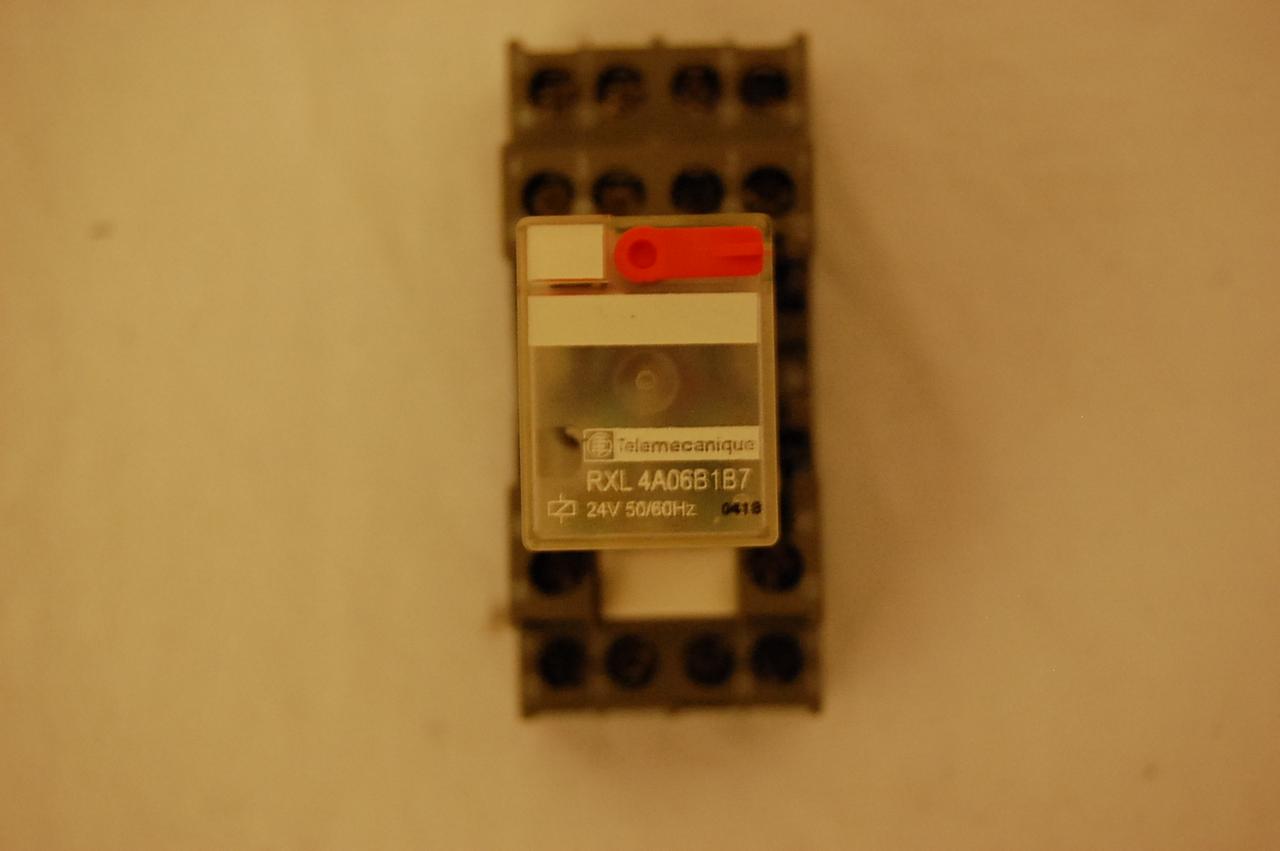 Telemecanique
RXL 4A06B1B7
24V 50/60Hz 0418